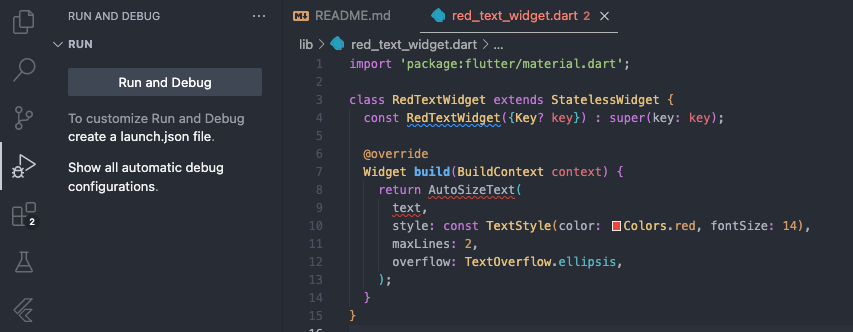 RUN AND DEBUG ...
README.md
red_text_widget.dart 2 ×
RUN
lib > red_text_widget.dart > ...
Run and Debug
To customize Run and Debug
create a launch.json file.
Show all automatic debug
configurations.
2
1 import 'package:flutter/material.dart';
2
3 class RedTextWidget extends StatelessWidget {
4 const RedTextWidget({Key? key}) : super(key: key);
5
6 @override
7 Widget build(BuildContext context) {
8 return AutoSizeText(
9 text,
10 style: const TextStyle(color: Colors.red, fontSize: 14),
11 maxLines: 2,
12 overflow: TextOverflow.ellipsis,
13 );
14 }
15 }
16